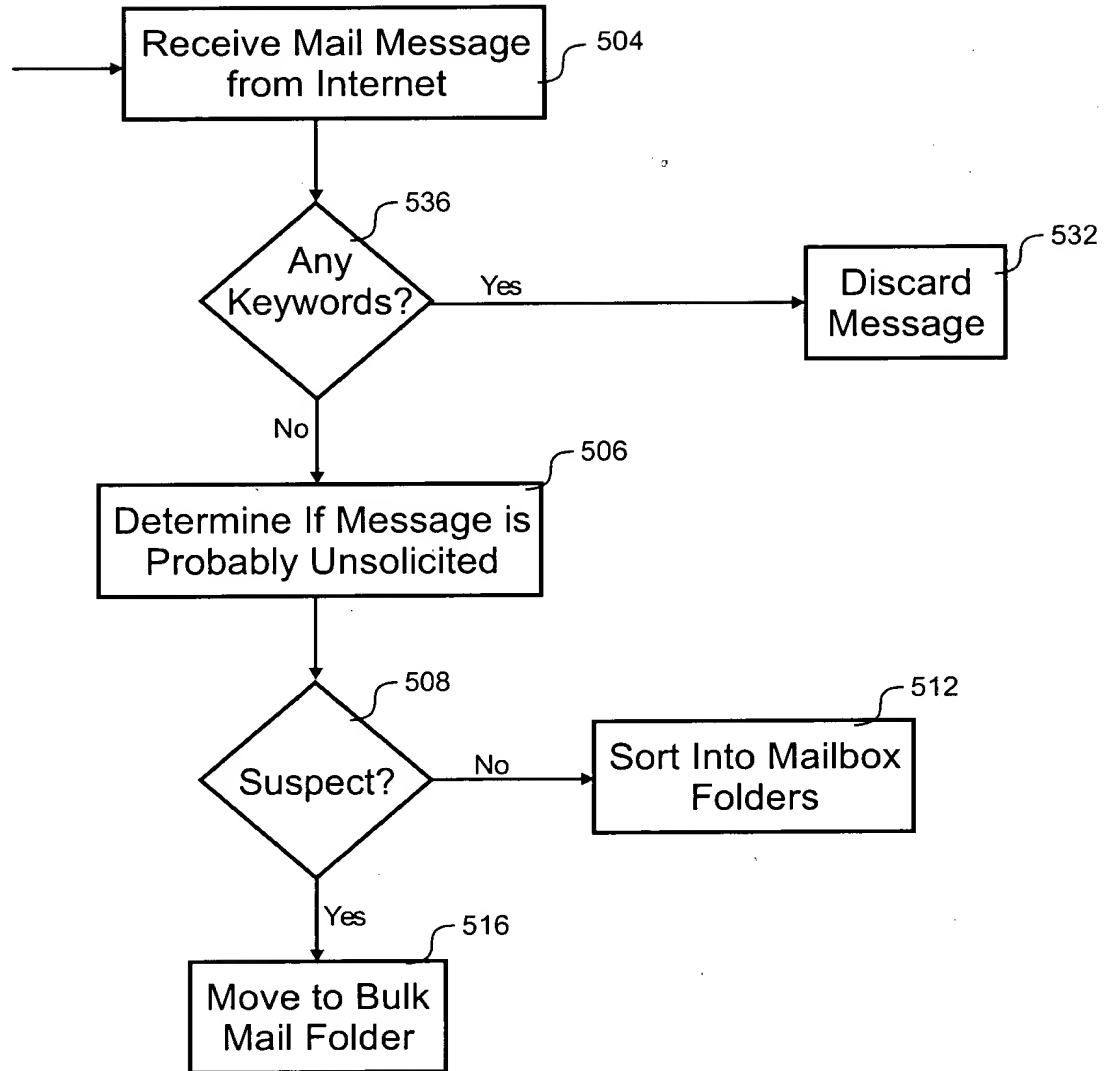 Receive Mail Message
from Internet
504
536
Any
Keywords?
Yes
532
Discard
Message
No
506
Determine If Message is
Probably Unsolicited
508
Suspect?
No
512
Sort Into Mailbox
Folders
Yes
516
Move to Bulk
Mail Folder